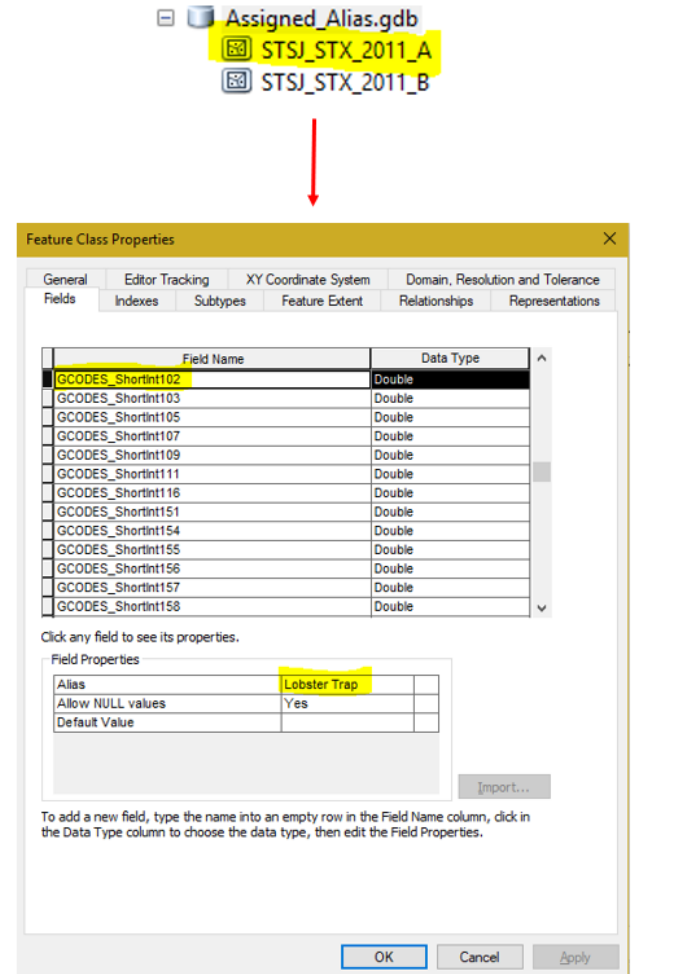 Assigned_Alias.gdb
STSJ_STX_2011_A
STSJ_STX_2011_B
Feature Class Properties
General Editor Tracking XY Coordinate System Domain, Resolution and Tolerance
Fields Indexes Subtypes Feature Extent Relationships Representations
Field Name Data Type
GCODES_ShortInt102 Double
GCODES_ShortInt103 Double
GCODES_ShortInt105 Double
GCODES_ShortInt107 Double
GCODES_ShortInt109 Double
GCODES_ShortInt111 Double
GCODES_ShortInt116 Double
GCODES_ShortInt151 Double
GCODES_ShortInt154 Double
GCODES_ShortInt155 Double
GCODES_ShortInt156 Double
GCODES_ShortInt157 Double
GCODES_ShortInt158 Double
Click any field to see its properties.
Field Properties
Alias Lobster Trap
Allow NULL values Yes
Default Value
Import...
To add a new field, type the name into an empty row in the Field Name column, click in
the Data Type column to choose the data type, then edit the Field Properties.
OK Cancel Apply